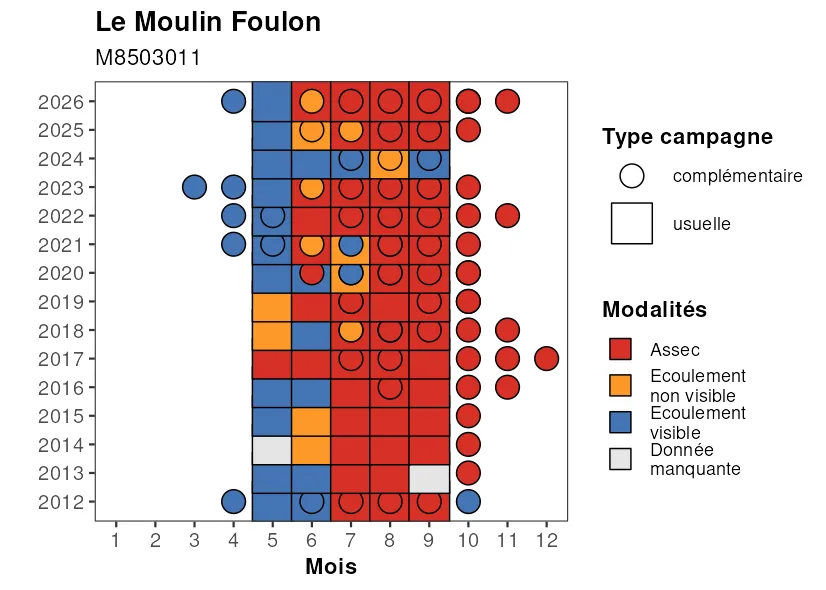 Le Moulin Foulon
M8503011
2026
2025
2024
2023
2022
2021
2020
2019
2018
2017
2016
2015
2014
2013
2012
1 2 3 4 5 6 7 8 9 10 11 12
Mois
Type campagne
complémentaire
usuelle
Modalités
Assec
Ecoulement
non visible
Ecoulement
visible
Donnée
manquante